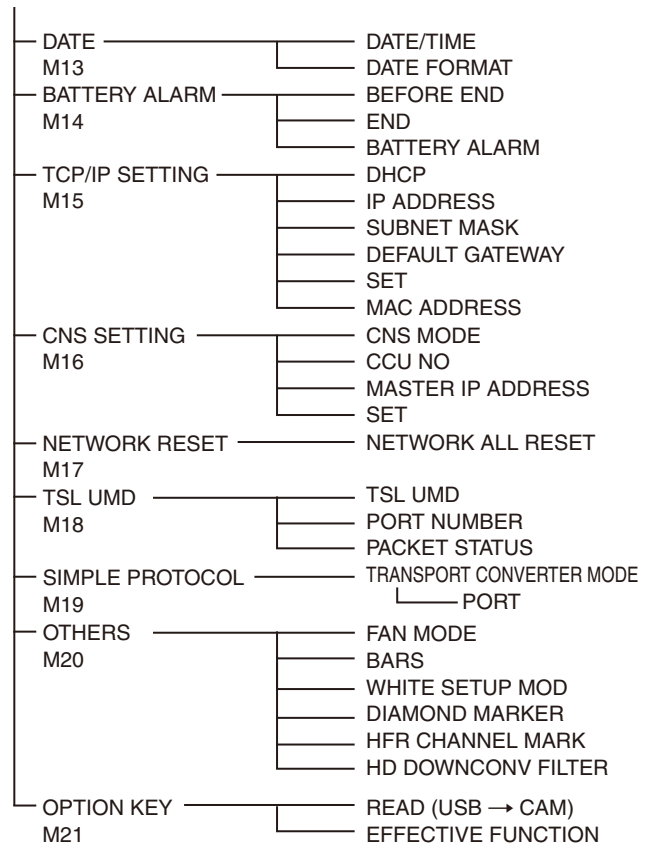 DATE DATE/TIME
M13 DATE FORMAT
BATTERY ALARM BEFORE END
M14 END
BATTERY ALARM
TCP/IP SETTING DHCP
M15 IP ADDRESS
SUBNET MASK
DEFAULT GATEWAY
SET
MAC ADDRESS
CNS SETTING CNS MODE
M16 CCU NO
MASTER IP ADDRESS
SET
NETWORK RESET NETWORK ALL RESET
M17
TSL UMD TSL UMD
M18 PORT NUMBER
PACKET STATUS
SIMPLE PROTOCOL TRANSPORT CONVERTER MODE
M19 PORT
OTHERS FAN MODE
M20 BARS
WHITE SETUP MOD
DIAMOND MARKER
HFR CHANNEL MARK
HD DOWNCONV FILTER
OPTION KEY READ (USB → CAM)
M21 EFFECTIVE FUNCTION